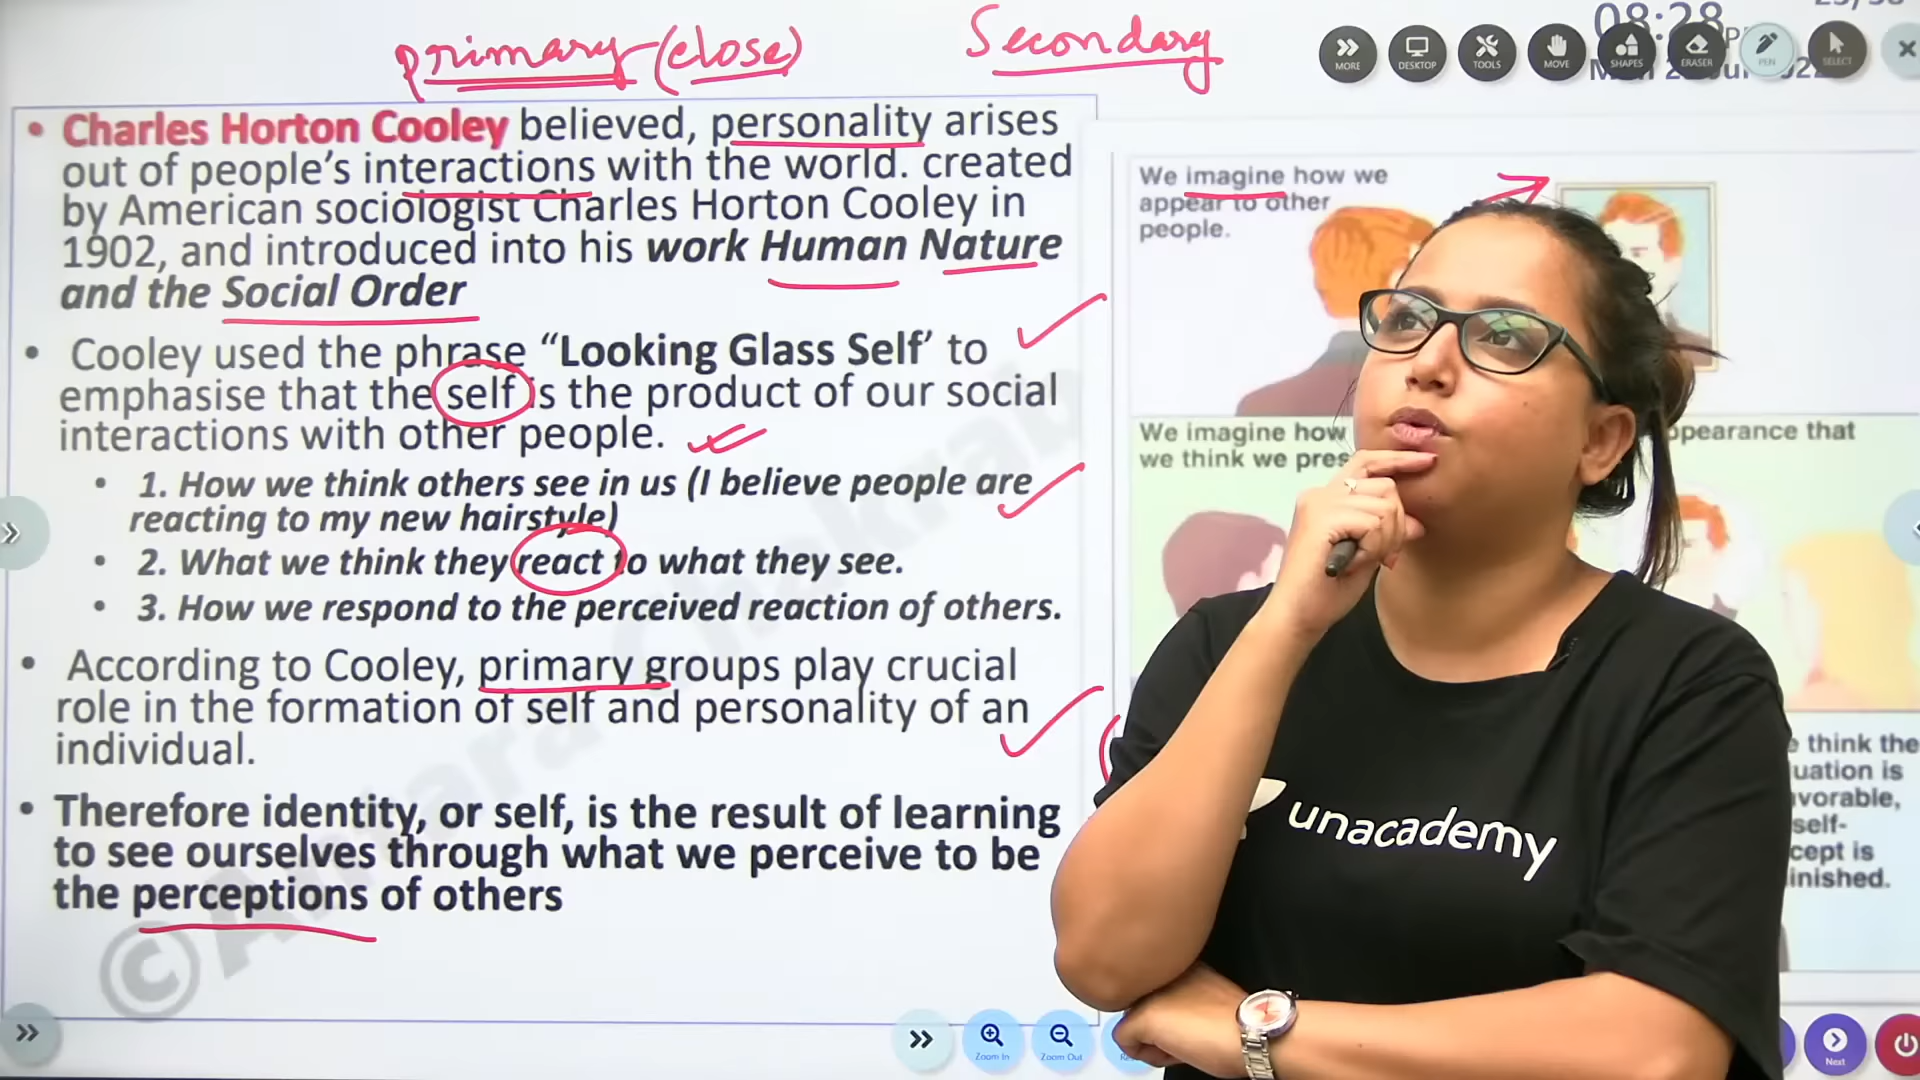 primary (close)
Secondary
08:28
MORE
DESKTOP
TOOLS
MOVE
SHAPES
ERASER
PEN
SELECT
• Charles Horton Cooley believed, personality arises
out of people's interactions with the world. created
by American sociologist Charles Horton Cooley in
1902, and introduced into his work Human Nature
and the Social Order
• Cooley used the phrase “Looking Glass Self’ to
emphasise that the self is the product of our social
interactions with other people.
• 1. How we think others see in us (I believe people are
reacting to my new hairstyle)
• 2. What we think they react to what they see.
• 3. How we respond to the perceived reaction of others.
• According to Cooley, primary groups play crucial
role in the formation of self and personality of an
individual.
• Therefore identity, or self, is the result of learning
to see ourselves through what we perceive to be
the perceptions of others
We imagine how we
appear to other
people.
We imagine how
ppearance that
we think we pres
e think the
uation is
vorable,
self-
cept is
inished.
unacademy
Zoom In
Zoom Out
Next